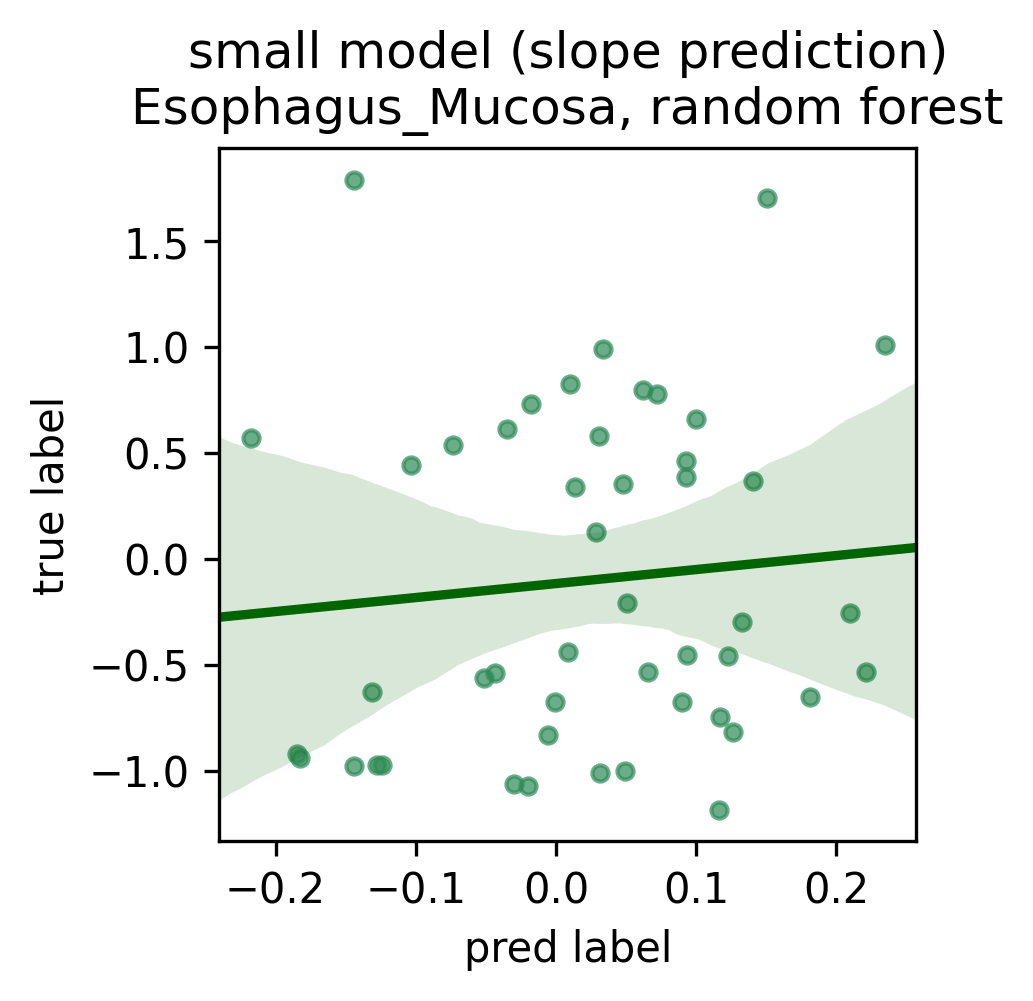 small model (slope prediction)
Esophagus_Mucosa, random forest
1.5
1.0
0.5
0.0
−0.5
−1.0
true label
−0.2
−0.1
0.0
0.1
0.2
pred label